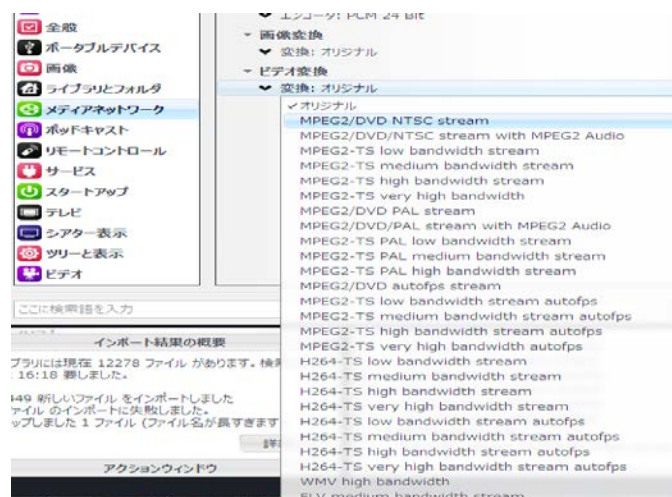 エンコーダ: PCM 24 Bit
全般
ポータブルデバイス
画像
ライブラリとフォルダ
メディアネットワーク
ポッドキャスト
リモートコントロール
サービス
スタートアップ
テレビ
シアター表示
ツリーと表示
ビデオ
画像変換
変換: オリジナル
ビデオ変換
変換: オリジナル
オリジナル
MPEG2/DVD NTSC stream
MPEG2/DVD/NTSC stream with MPEG2 Audio
MPEG2-TS low bandwidth stream
MPEG2-TS medium bandwidth stream
MPEG2-TS high bandwidth stream
MPEG2-TS very high bandwidth
MPEG2/DVD PAL stream
MPEG2/DVD/PAL stream with MPEG2 Audio
MPEG2-TS PAL low bandwidth stream
MPEG2-TS PAL medium bandwidth stream
MPEG2-TS PAL high bandwidth stream
MPEG2/DVD autofps stream
MPEG2-TS low bandwidth stream autofps
MPEG2-TS medium bandwidth stream autofps
MPEG2-TS high bandwidth stream autofps
MPEG2-TS very high bandwidth autofps
H264-TS low bandwidth stream
H264-TS medium bandwidth stream
H264-TS high bandwidth stream
H264-TS very high bandwidth stream
H264-TS low bandwidth stream autofps
H264-TS medium bandwidth stream autofps
H264-TS high bandwidth stream autofps
H264-TS very high bandwidth stream autofps
WMV high bandwidth
FLV medium bandwidth stream
ここに検索語を入力
インポート結果の概要
ブラリには現在 12278 ファイル があります。検索
16:18 要しました。
449 新しいファイル をインポートしました
ァイル のインポートに失敗しました。
ップしました 1 ファイル (ファイル名が長すぎます
詳
アクションウィンドウ